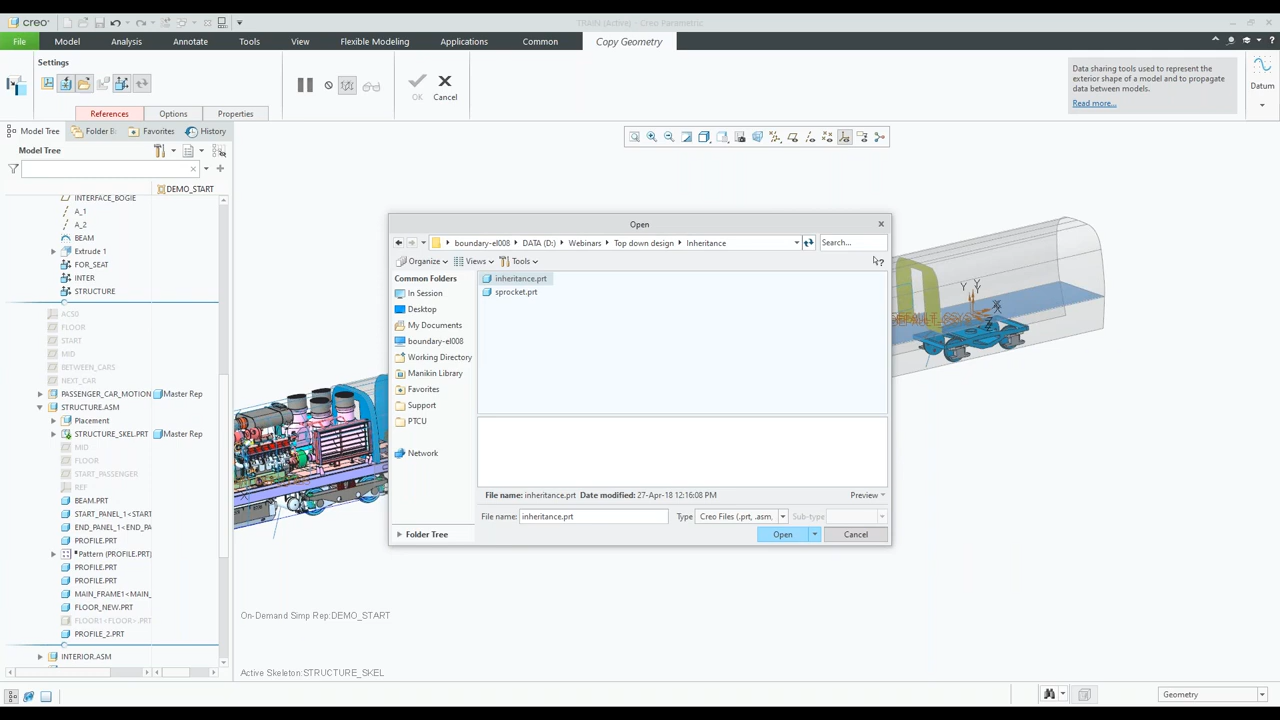 creo
TRAIN (Active) - Creo Parametric
File Model Analysis Annotate Tools View Flexible Modeling Applications Common Copy Geometry
Settings
OK Cancel
Data sharing tools used to represent the
exterior shape of a model and to propagate
data between models.
Read more...
Datum
References Options Properties
Model Tree Folder B Favorites History
Model Tree
DEMO_START
INTERFACE_BOGIE
A_1
A_2
BEAM
Extrude 1
FOR_SEAT
INTER
STRUCTURE
ACS0
FLOOR
START
MID
BETWEEN_CARS
NEXT_CAR
PASSENGER_CAR_MOTION Master Rep
STRUCTURE.ASM
Placement
STRUCTURE_SKEL.PRT Master Rep
MID
FLOOR
START_PASSENGER
REF
BEAM.PRT
START_PANEL_1<START
END_PANEL_1<END_PA
PROFILE.PRT
Pattern (PROFILE.PRT)
PROFILE.PRT
PROFILE.PRT
MAIN_FRAME1<MAIN_
FLOOR_NEW.PRT
FLOOR1<FLOOR>.PRT
PROFILE_2.PRT
INTERIOR.ASM
Open
boundary-el008 DATA (D:) Webinars Top down design Inheritance
Search...
Organize Views Tools
Common Folders
In Session
Desktop
My Documents
boundary-el008
Working Directory
Manikin Library
Favorites
Support
PTCU
Network
Folder Tree
inheritance.prt
sprocket.prt
File name: inheritance.prt Date modified: 27-Apr-18 12:16:08 PM
Preview
File name: inheritance.prt Type Creo Files (.prt, .asm, Sub-type
Open Cancel
Y Y
X
Z
On-Demand Simp Rep:DEMO_START
Active Skeleton:STRUCTURE_SKEL
Geometry